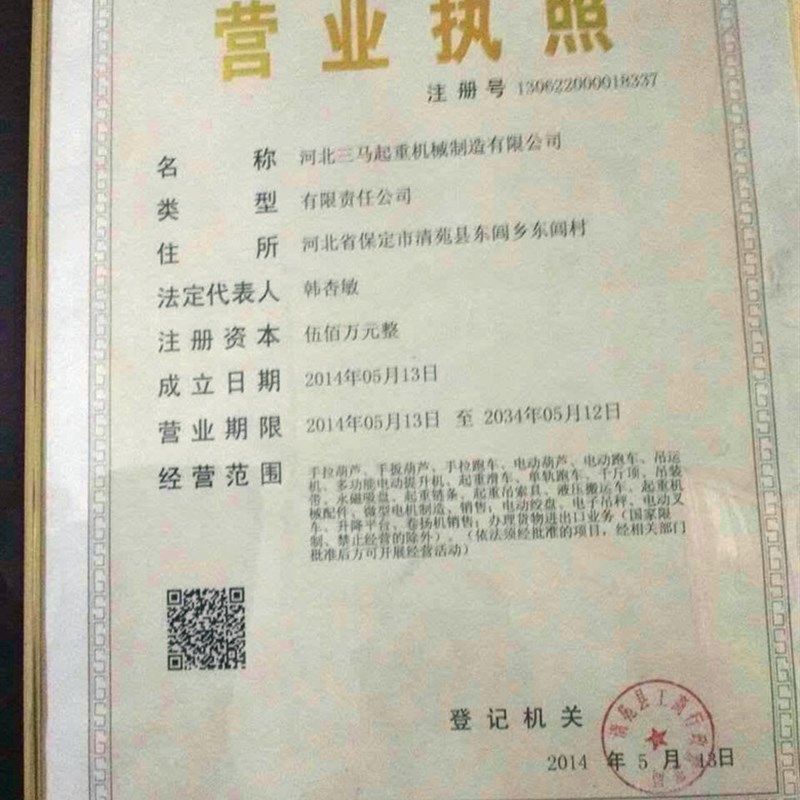 营业执照
注册号 130622000018337
名称 河北三马起重机械制造有限公司
类型 有限责任公司
住所 河北省保定市清苑县东闾乡东闾村
法定代表人 韩杏敏
注册资本 伍佰万元整
成立日期 2014年05月13日
营业期限 2014年05月13日 至 2034年05月12日
经营范围 手拉葫芦、手扳葫芦、手拉跑车、电动葫芦、电动跑车、吊运
机、多功能电动提升机、起重滑车、单轨跑车、千斤顶、吊装
带、永磁吸盘、起重链条、起重吊索具、液压搬运车、起重机
械配件、微型电机制造、销售；电动绞盘、电子吊秤、电动叉
车、升降平台、卷扬机销售；办理货物进出口业务（国家限
制、禁止经营的除外）。（依法须经批准的项目，经相关部门
批准后方可开展经营活动）
清苑县工商行政
登记机关
2014 年 5 月 13日